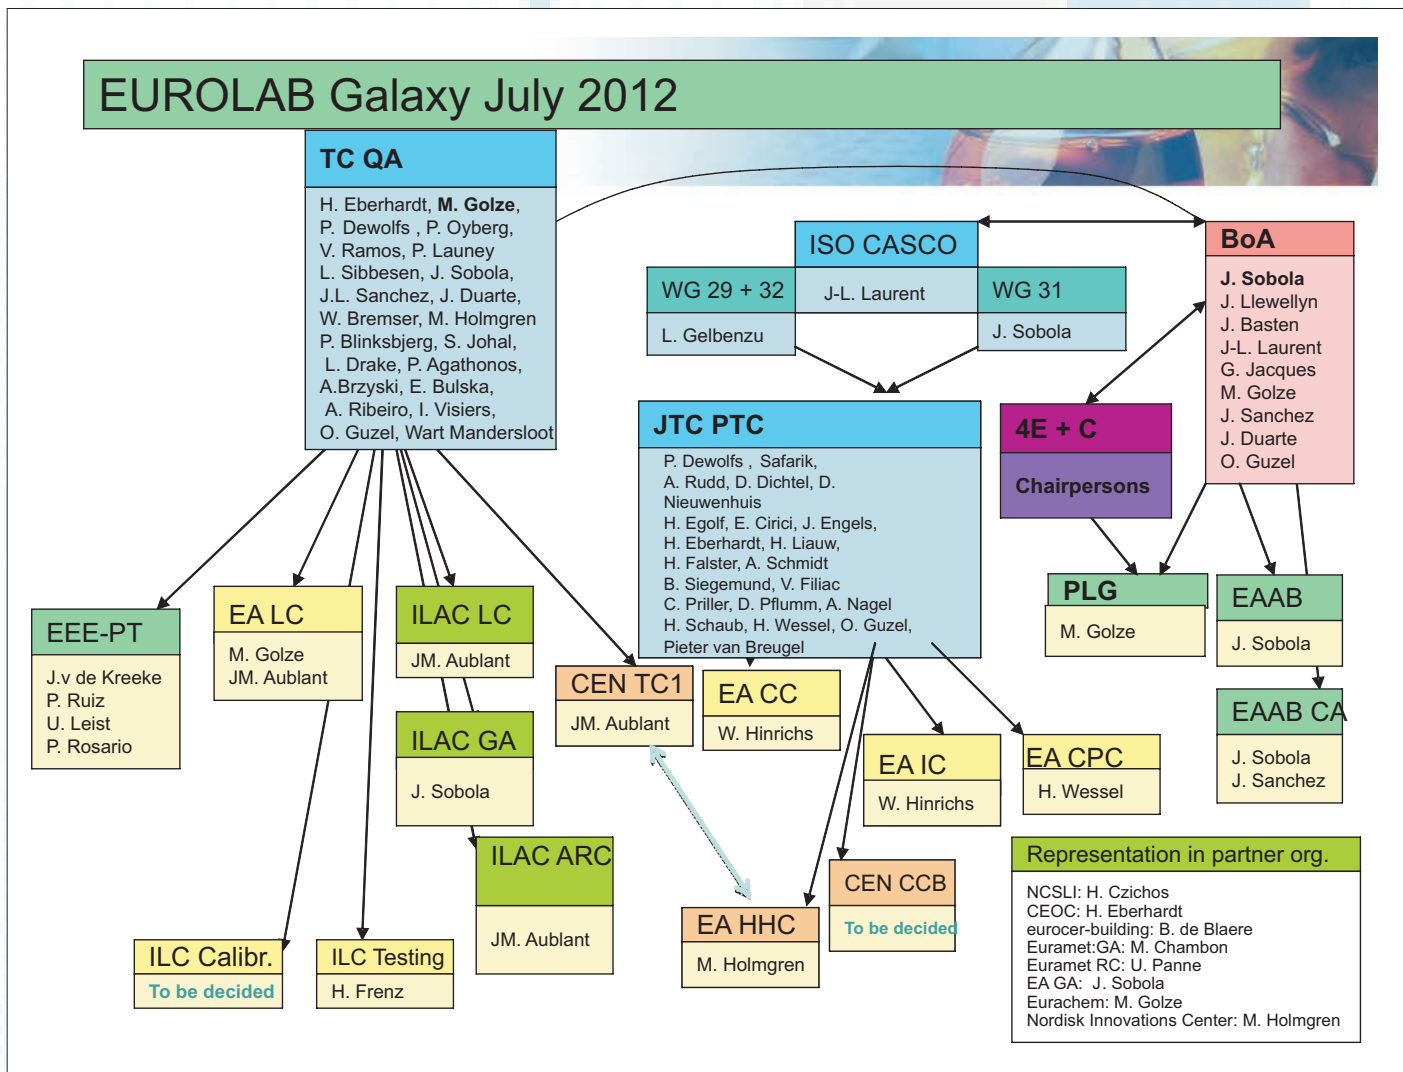 EUROLAB Galaxy July 2012
TC QA
H. Eberhardt, M. Golze,
P. Dewolfs , P. Oyberg,
V. Ramos, P. Launey
L. Sibbesen, J. Sobola,
J.L. Sanchez, J. Duarte,
W. Bremser, M. Holmgren
P. Blinksbjerg, S. Johal,
L. Drake, P. Agathonos,
A.Brzyski, E. Bulska,
A. Ribeiro, I. Visiers,
O. Guzel, Wart Mandersloot
ISO CASCO
J-L. Laurent
WG 29 + 32
L. Gelbenzu
WG 31
J. Sobola
BoA
J. Sobola
J. Llewellyn
J. Basten
J-L. Laurent
G. Jacques
M. Golze
J. Sanchez
J. Duarte
O. Guzel
JTC PTC
P. Dewolfs , Safarik,
A. Rudd, D. Dichtel, D.
Nieuwenhuis
H. Egolf, E. Cirici, J. Engels,
H. Eberhardt, H. Liauw,
H. Falster, A. Schmidt
B. Siegemund, V. Filiac
C. Priller, D. Pflumm, A. Nagel
H. Schaub, H. Wessel, O. Guzel,
Pieter van Breugel
4E + C
Chairpersons
PLG
M. Golze
EAAB
J. Sobola
EAAB CA
J. Sobola
J. Sanchez
EEE-PT
J.v de Kreeke
P. Ruiz
U. Leist
P. Rosario
EA LC
M. Golze
JM. Aublant
ILAC LC
JM. Aublant
ILAC GA
J. Sobola
ILAC ARC
JM. Aublant
CEN TC1
JM. Aublant
EA CC
W. Hinrichs
EA IC
W. Hinrichs
EA CPC
H. Wessel
CEN CCB
To be decided
EA HHC
M. Holmgren
ILC Calibr.
To be decided
ILC Testing
H. Frenz
Representation in partner org.
NCSLI: H. Czichos
CEOC: H. Eberhardt
eurocer-building: B. de Blaere
Euramet:GA: M. Chambon
Euramet RC: U. Panne
EA GA: J. Sobola
Eurachem: M. Golze
Nordisk Innovations Center: M. Holmgren